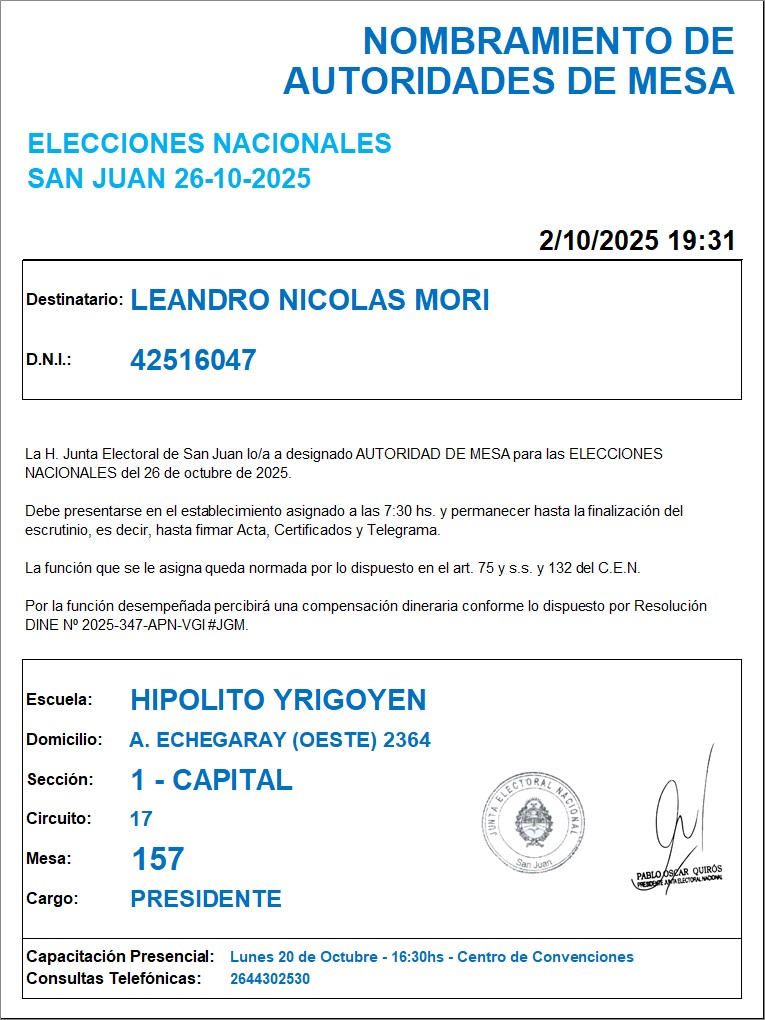 NOMBRAMIENTO DE
AUTORIDADES DE MESA
ELECCIONES NACIONALES
SAN JUAN 26-10-2025
2/10/2025 19:31
Destinatario: LEANDRO NICOLAS MORI
D.N.I.: 42516047
La H. Junta Electoral de San Juan lo/a a designado AUTORIDAD DE MESA para las ELECCIONES
NACIONALES del 26 de octubre de 2025.
Debe presentarse en el establecimiento asignado a las 7:30 hs. y permanecer hasta la finalización del
escrutinio, es decir, hasta firmar Acta, Certificados y Telegrama.
La función que se le asigna queda normada por lo dispuesto en el art. 75 y s.s. y 132 del C.E.N.
Por la función desempeñada percibirá una compensación dineraria conforme lo dispuesto por Resolución
DINE Nº 2025-347-APN-VGI#JGM.
Escuela: HIPOLITO YRIGOYEN
Domicilio: A. ECHEGARAY (OESTE) 2364
Sección: 1 - CAPITAL
Circuito: 17
Mesa: 157
Cargo: PRESIDENTE
JUNTA ELECTORAL NACIONAL
San Juan
PABLO OSCAR QUIRÓS
PRESIDENTE JUNTA ELECTORAL NACIONAL
Capacitación Presencial: Lunes 20 de Octubre - 16:30hs - Centro de Convenciones
Consultas Telefónicas: 2644302530